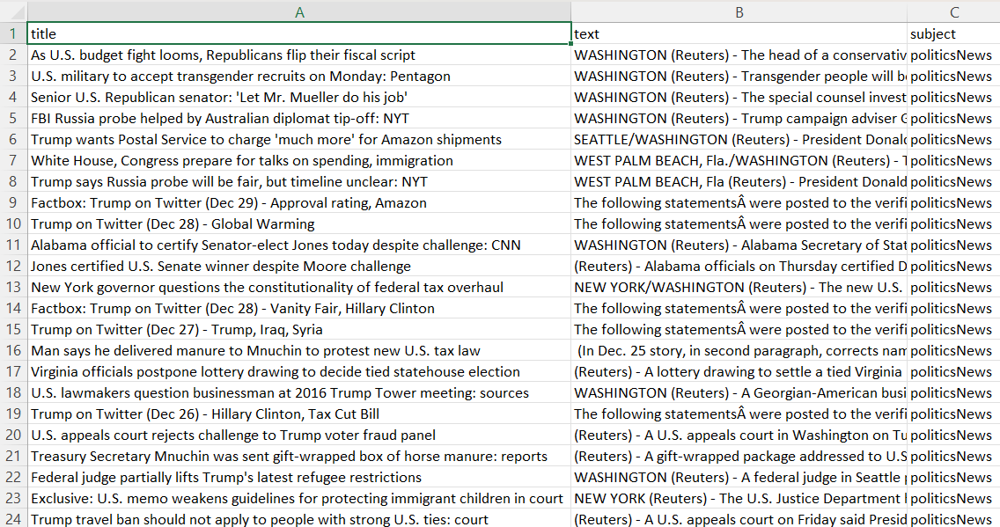 A B C
1 title text subject
2 As U.S. budget fight looms, Republicans flip their fiscal script WASHINGTON (Reuters) - The head of a conservativ politicsNews
3 U.S. military to accept transgender recruits on Monday: Pentagon WASHINGTON (Reuters) - Transgender people will b politicsNews
4 Senior U.S. Republican senator: 'Let Mr. Mueller do his job' WASHINGTON (Reuters) - The special counsel invest politicsNews
5 FBI Russia probe helped by Australian diplomat tip-off: NYT WASHINGTON (Reuters) - Trump campaign adviser G politicsNews
6 Trump wants Postal Service to charge 'much more' for Amazon shipments SEATTLE/WASHINGTON (Reuters) - President Donald politicsNews
7 White House, Congress prepare for talks on spending, immigration WEST PALM BEACH, Fla./WASHINGTON (Reuters) - T politicsNews
8 Trump says Russia probe will be fair, but timeline unclear: NYT WEST PALM BEACH, Fla (Reuters) - President Donald politicsNews
9 Factbox: Trump on Twitter (Dec 29) - Approval rating, Amazon The following statementsÂ were posted to the verifi politicsNews
10 Trump on Twitter (Dec 28) - Global Warming The following statementsÂ were posted to the verifi politicsNews
11 Alabama official to certify Senator-elect Jones today despite challenge: CNN WASHINGTON (Reuters) - Alabama Secretary of Stat politicsNews
12 Jones certified U.S. Senate winner despite Moore challenge (Reuters) - Alabama officials on Thursday certified D politicsNews
13 New York governor questions the constitutionality of federal tax overhaul NEW YORK/WASHINGTON (Reuters) - The new U.S. politicsNews
14 Factbox: Trump on Twitter (Dec 28) - Vanity Fair, Hillary Clinton The following statementsÂ were posted to the verifi politicsNews
15 Trump on Twitter (Dec 27) - Trump, Iraq, Syria The following statementsÂ were posted to the verifi politicsNews
16 Man says he delivered manure to Mnuchin to protest new U.S. tax law (In Dec. 25 story, in second paragraph, corrects nam politicsNews
17 Virginia officials postpone lottery drawing to decide tied statehouse election (Reuters) - A lottery drawing to settle a tied Virginia politicsNews
18 U.S. lawmakers question businessman at 2016 Trump Tower meeting: sources WASHINGTON (Reuters) - A Georgian-American busi politicsNews
19 Trump on Twitter (Dec 26) - Hillary Clinton, Tax Cut Bill The following statementsÂ were posted to the verifi politicsNews
20 U.S. appeals court rejects challenge to Trump voter fraud panel (Reuters) - A U.S. appeals court in Washington on Tu politicsNews
21 Treasury Secretary Mnuchin was sent gift-wrapped box of horse manure: reports (Reuters) - A gift-wrapped package addressed to U.S politicsNews
22 Federal judge partially lifts Trump's latest refugee restrictions WASHINGTON (Reuters) - A federal judge in Seattle politicsNews
23 Exclusive: U.S. memo weakens guidelines for protecting immigrant children in court NEW YORK (Reuters) - The U.S. Justice Department politicsNews
24 Trump travel ban should not apply to people with strong U.S. ties: court (Reuters) - A U.S. appeals court on Friday said Presid politicsNews